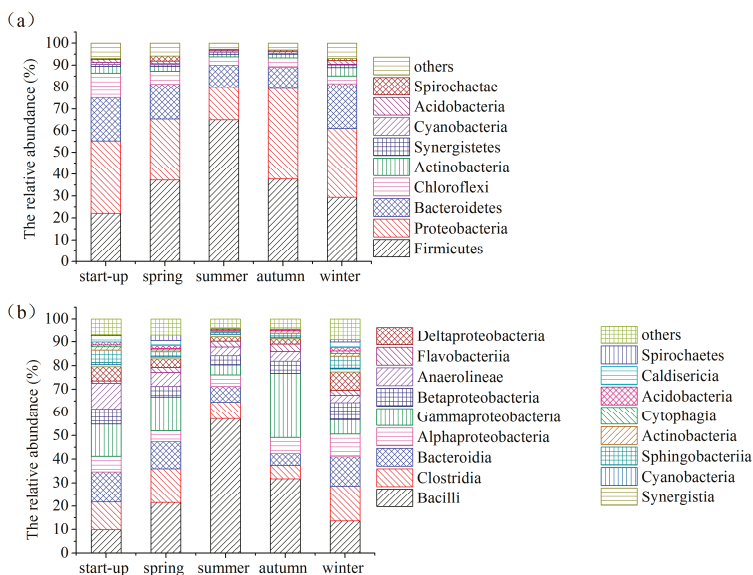 (a)
The relative abundance (%)
100
90
80
70
60
50
40
30
20
10
0
start-up spring summer autumn winter
others
Spirochactac
Acidobacteria
Cyanobacteria
Synergistetes
Actinobacteria
Chloroflexi
Bacteroidetes
Proteobacteria
Firmicutes
(b)
The relative abundance (%)
100
90
80
70
60
50
40
30
20
10
0
start-up spring summer autumn winter
Deltaproteobacteria
Flavobacteriia
Anaerolineae
Betaproteobacteria
Gammaproteobacteria
Alphaproteobacteria
Bacteroidia
Clostridia
Bacilli
others
Spirochaetes
Caldisericia
Acidobacteria
Cytophagia
Actinobacteria
Sphingobacteriia
Cyanobacteria
Synergistia